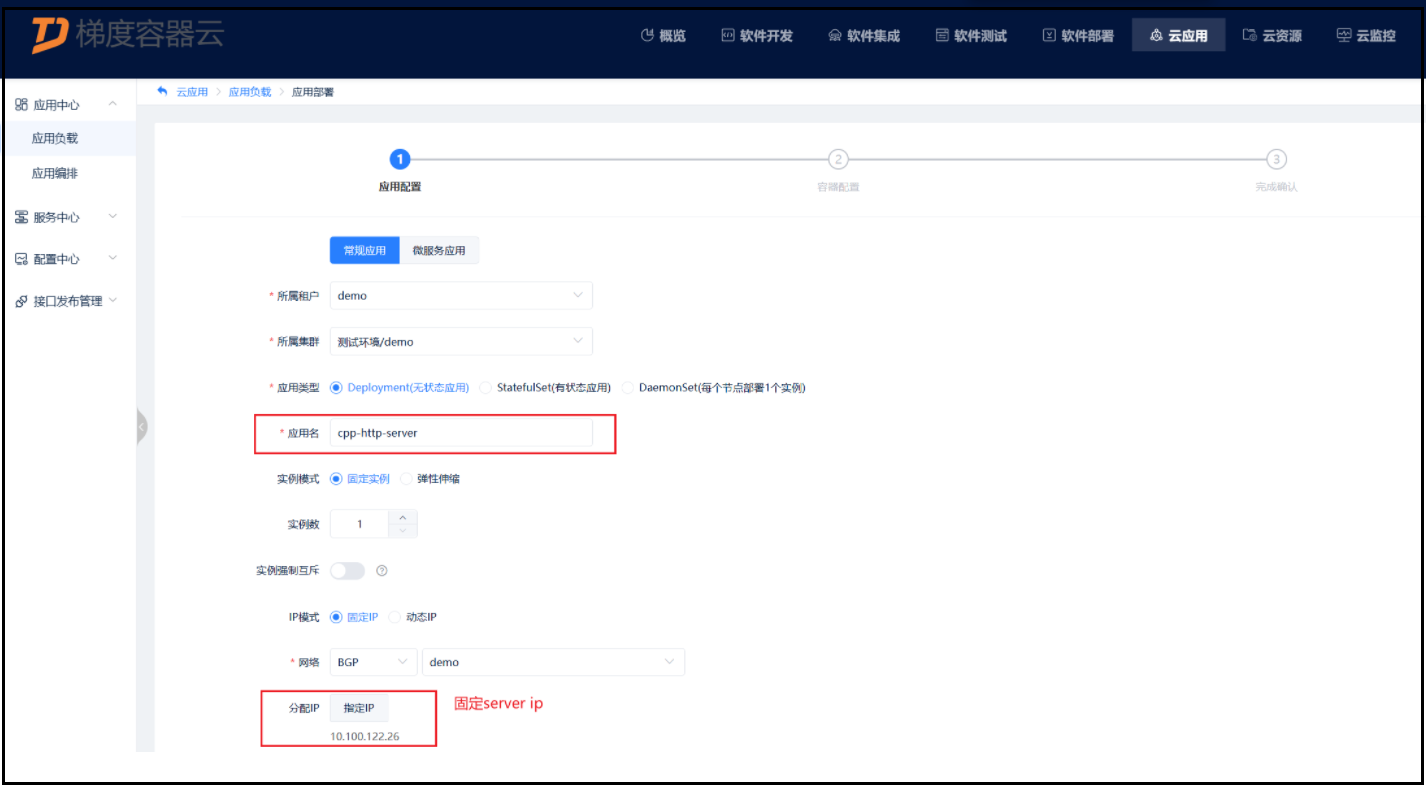 梯度容器云
概览 软件开发 软件集成 软件测试 软件部署 云应用 云资源 云监控
应用中心
应用负载
应用编排
服务中心
配置中心
接口发布管理
云应用 > 应用负载 > 应用部署
1 2 3
应用配置 容器配置 完成确认
常规应用 微服务应用
* 所属租户 demo
* 所属集群 测试环境/demo
* 应用类型 Deployment(无状态应用) StatefulSet(有状态应用) DaemonSet(每个节点部署1个实例)
* 应用名 cpp-http-server
实例模式 固定实例 弹性伸缩
实例数 1
实例强制互斥 ?
IP模式 固定IP 动态IP
* 网络 BGP demo
分配IP 指定IP 固定server ip
10.100.122.26